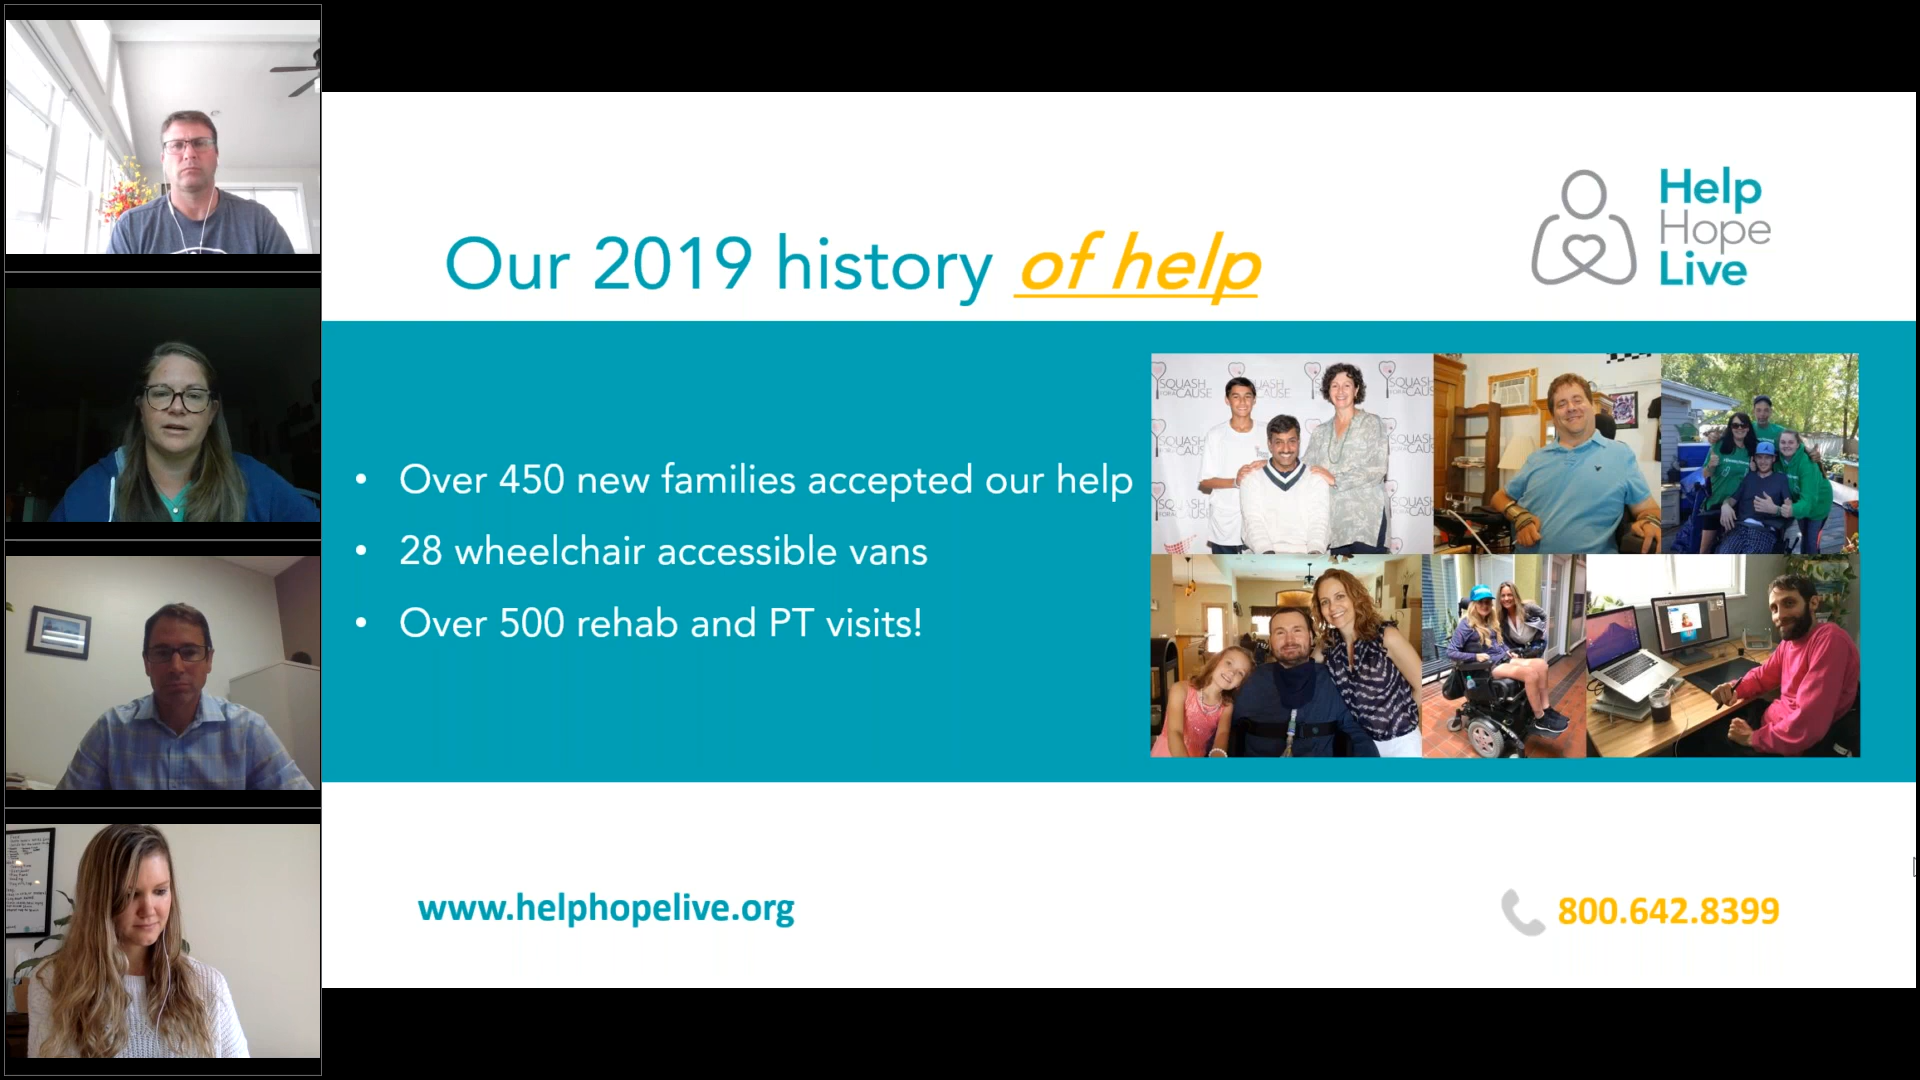 Our 2019 history of help
Help
Hope
Live
• Over 450 new families accepted our help
• 28 wheelchair accessible vans
• Over 500 rehab and PT visits!
SQUASH
FOR A CAUSE
www.helphopelive.org
800.642.8399